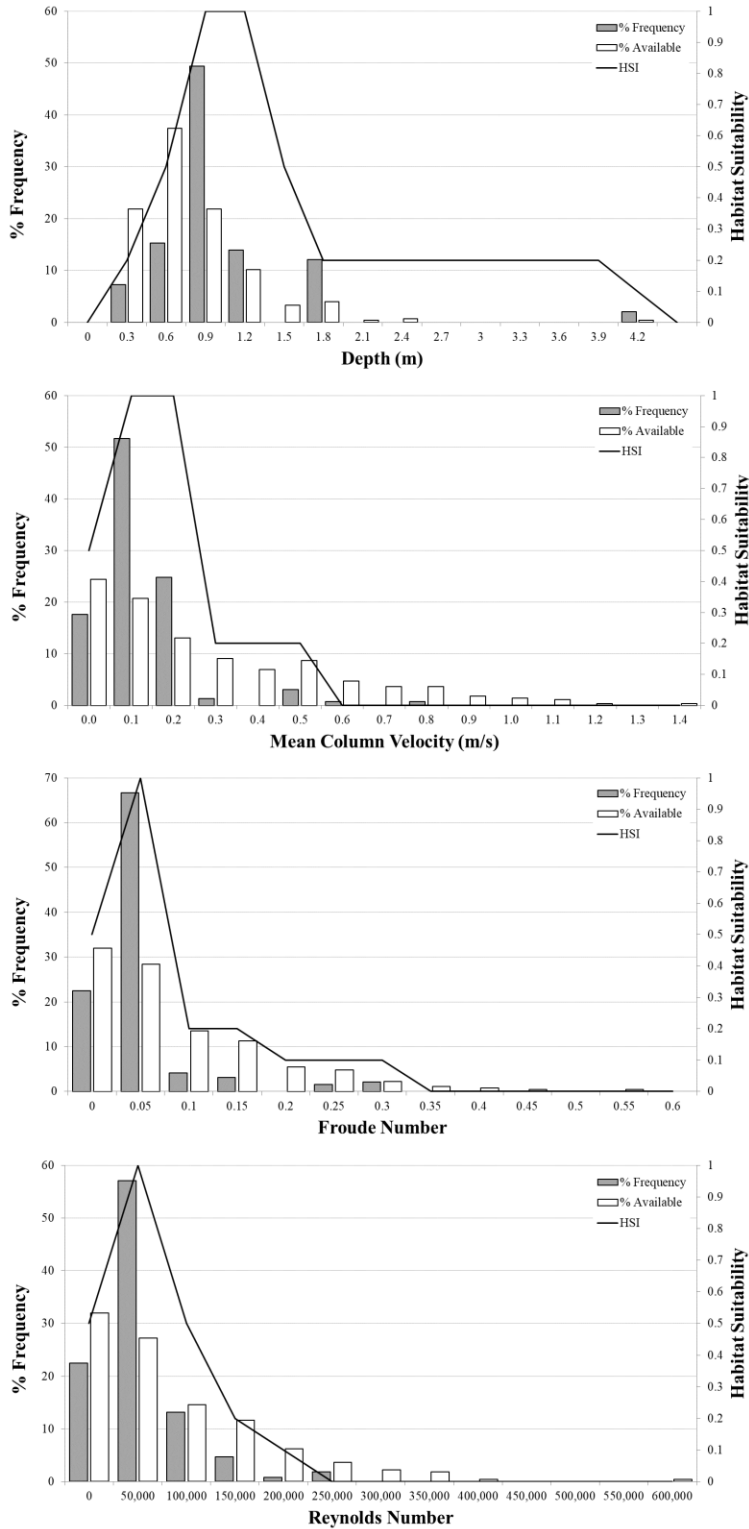 60
50
40
30
20
10
0
% Frequency
1
0.9
0.8
0.7
0.6
0.5
0.4
0.3
0.2
0.1
0
Habitat Suitability
% Frequency
% Available
HSI
0 0.3 0.6 0.9 1.2 1.5 1.8 2.1 2.4 2.7 3 3.3 3.6 3.9 4.2
Depth (m)
60
50
40
30
20
10
0
% Frequency
1
0.9
0.8
0.7
0.6
0.5
0.4
0.3
0.2
0.1
0
Habitat Suitability
% Frequency
% Available
HSI
0.0 0.1 0.2 0.3 0.4 0.5 0.6 0.7 0.8 0.9 1.0 1.1 1.2 1.3 1.4
Mean Column Velocity (m/s)
70
60
50
40
30
20
10
0
% Frequency
1
0.9
0.8
0.7
0.6
0.5
0.4
0.3
0.2
0.1
0
Habitat Suitability
% Frequency
% Available
HSI
0 0.05 0.1 0.15 0.2 0.25 0.3 0.35 0.4 0.45 0.5 0.55 0.6
Froude Number
60
50
40
30
20
10
0
% Frequency
1
0.9
0.8
0.7
0.6
0.5
0.4
0.3
0.2
0.1
0
Habitat Suitability
% Frequency
% Available
HSI
0 50,000 100,000 150,000 200,000 250,000 300,000 350,000 400,000 450,000 500,000 550,000 600,000
Reynolds Number